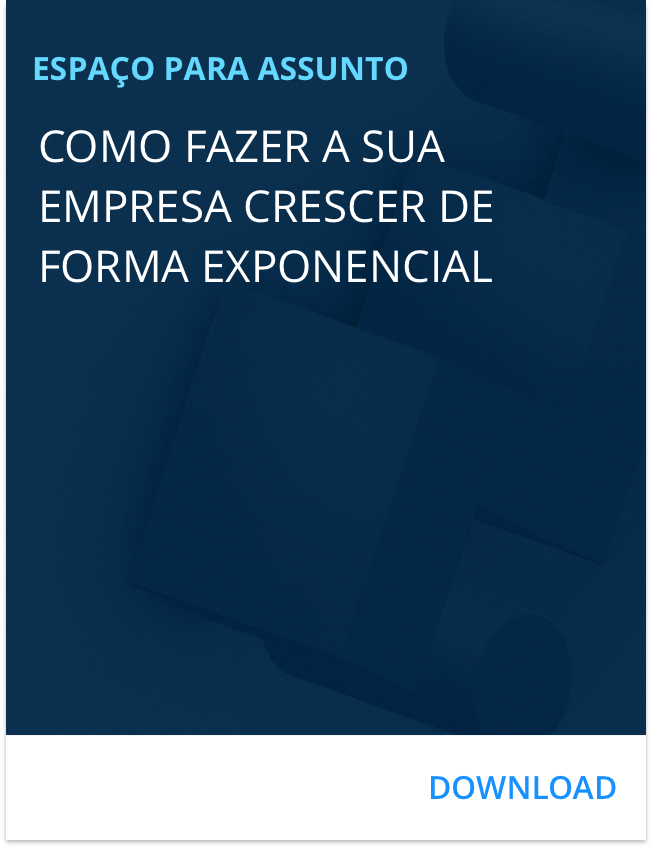 ESPAÇO PARA ASSUNTO
COMO FAZER A SUA
EMPRESA CRESCER DE
FORMA EXPONENCIAL
DOWNLOAD